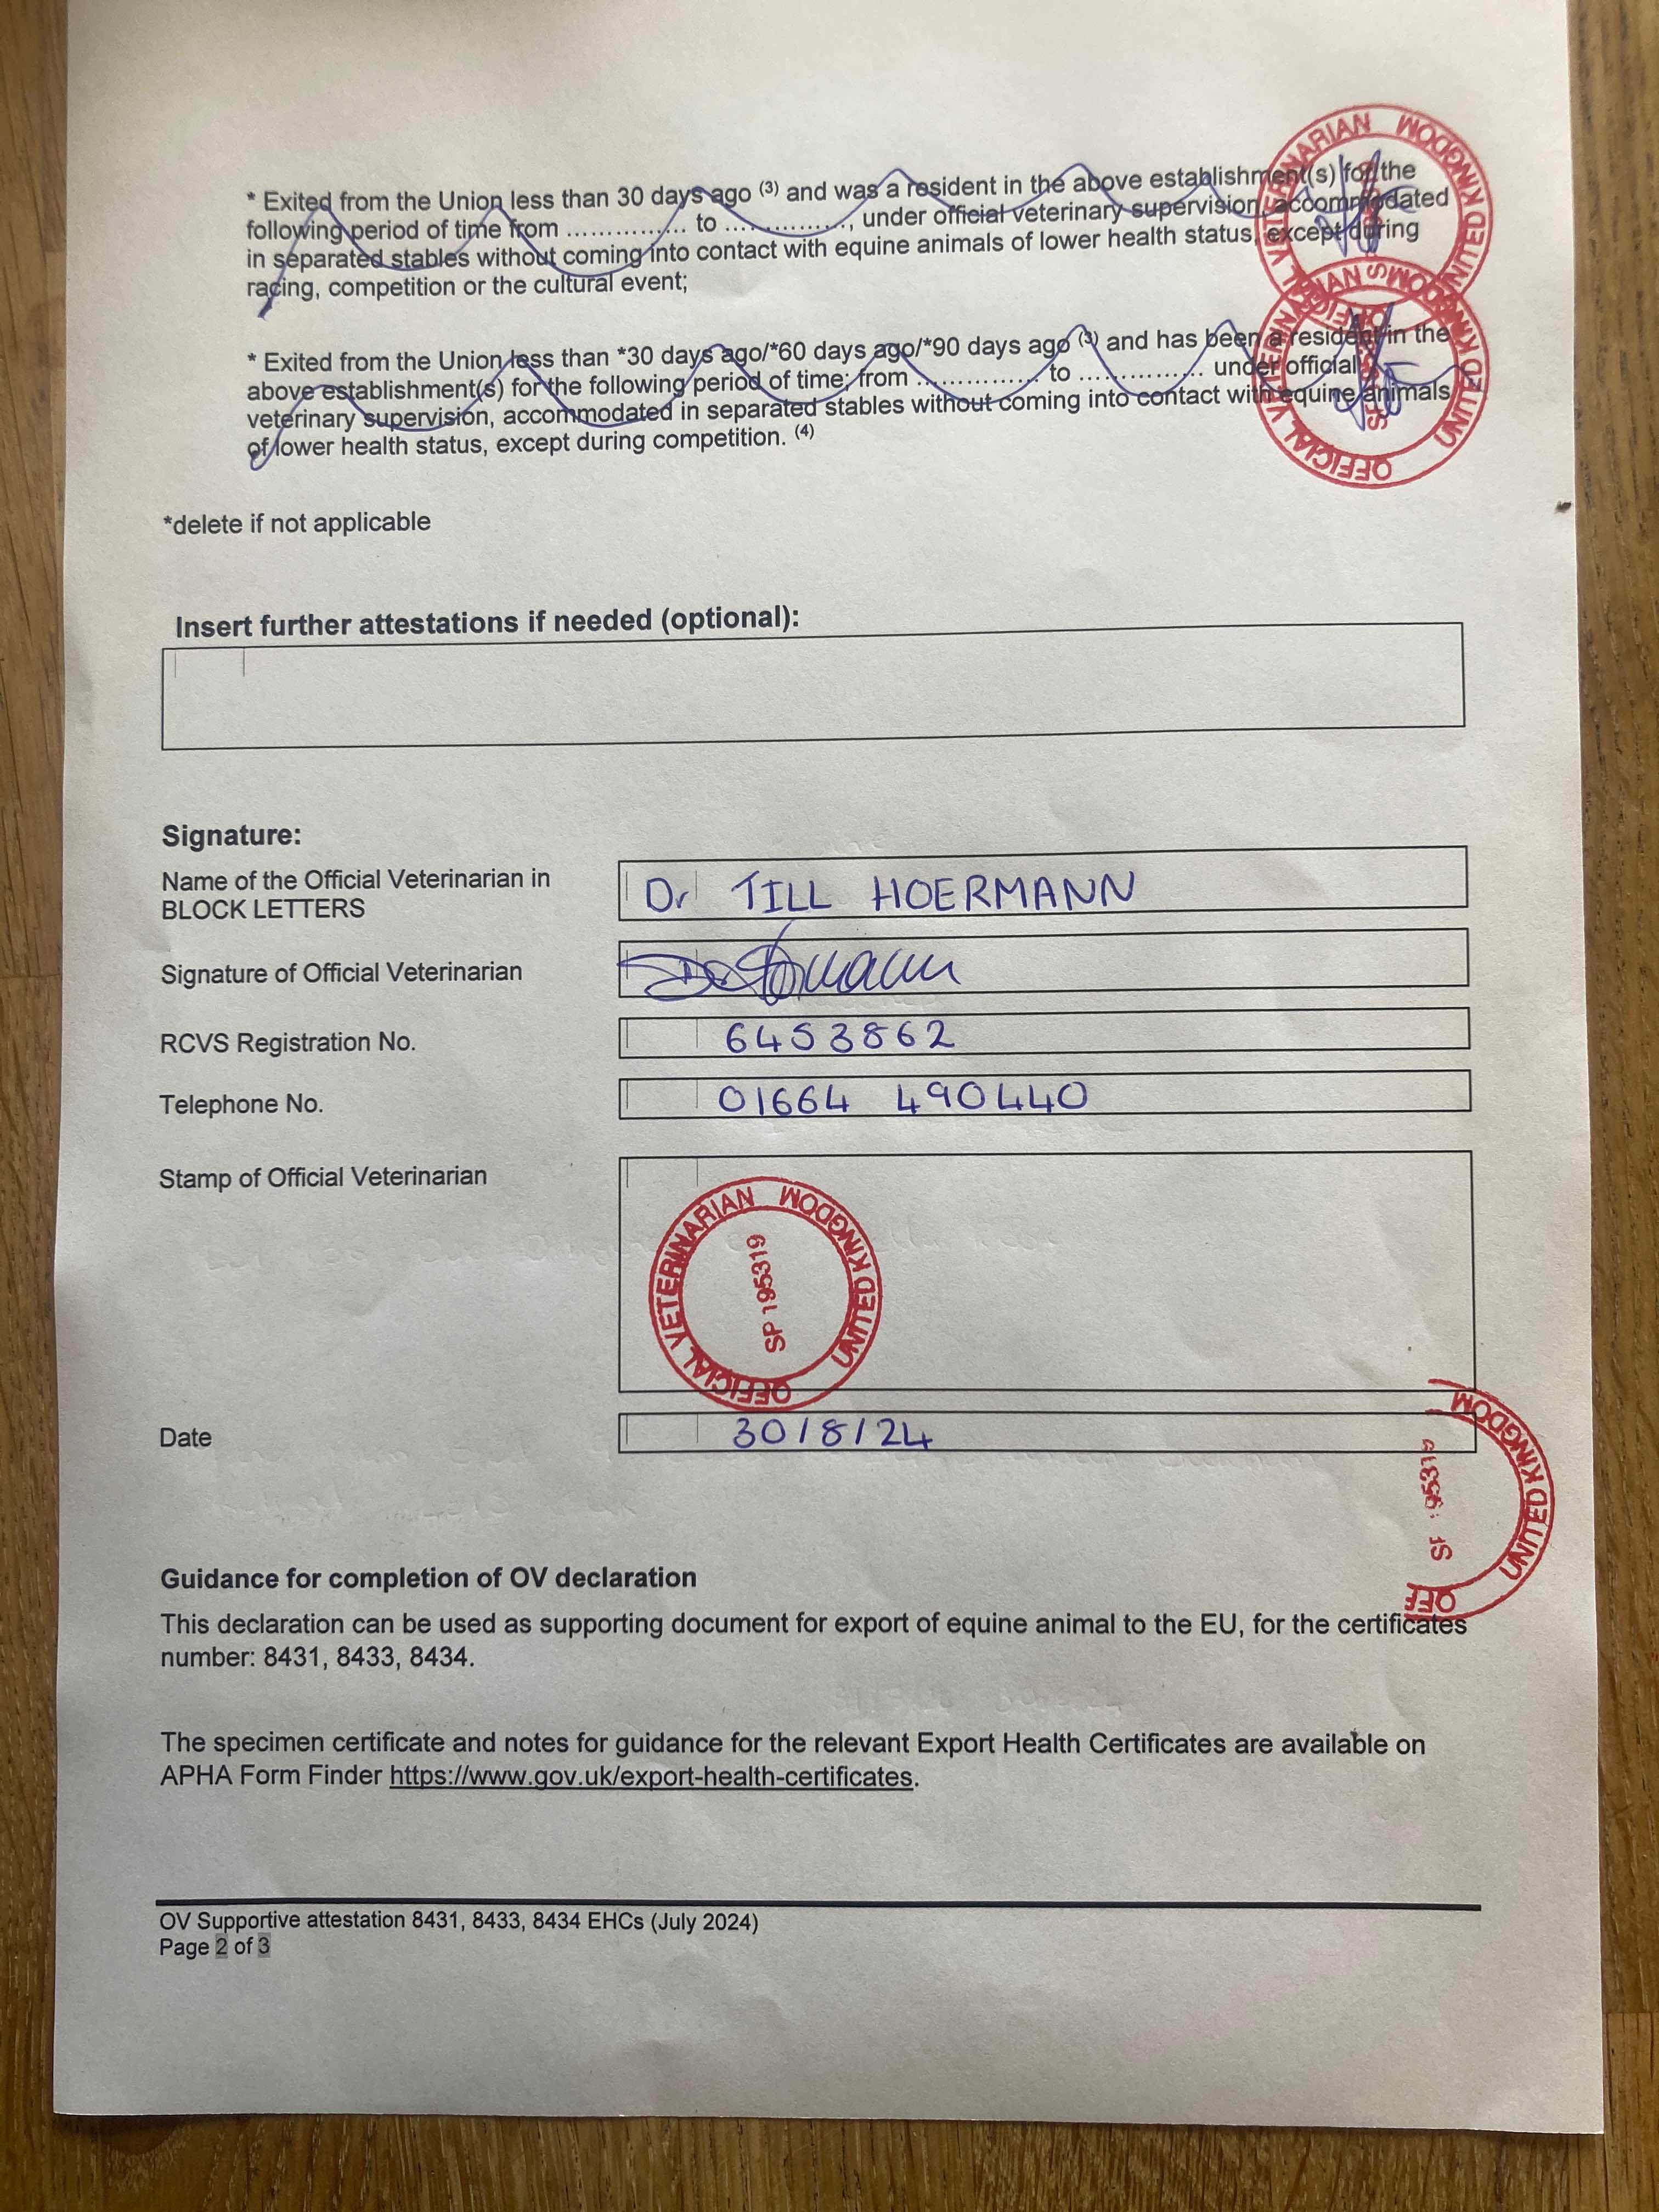 * Exited from the Union less than 30 days ago (3) and was a resident in the above establishment(s) for the
following period of time from ................ to ................, under official veterinary supervision, accommodated
in separated stables without coming into contact with equine animals of lower health status, except during
racing, competition or the cultural event;
* Exited from the Union less than *30 days ago/*60 days ago/*90 days ago (3) and has been a resident in the
above establishment(s) for the following period of time; from ................ to ................ under official
veterinary supervision, accommodated in separated stables without coming into contact with equine animals
of lower health status, except during competition. (4)
OFFICIAL VETERINARIAN UNITED KINGDOM
OFFICIAL VETERINARIAN UNITED KINGDOM
*delete if not applicable
Insert further attestations if needed (optional):
Signature:
Name of the Official Veterinarian in
BLOCK LETTERS
Dr TILL HOERMANN
Signature of Official Veterinarian
RCVS Registration No.
6453862
Telephone No.
01664 490440
Stamp of Official Veterinarian
OFFICIAL VETERINARIAN UNITED KINGDOM
SP 195319
Date
30/8/24
OFF UNITED KINGDOM
Guidance for completion of OV declaration
This declaration can be used as supporting document for export of equine animal to the EU, for the certificates
number: 8431, 8433, 8434.
The specimen certificate and notes for guidance for the relevant Export Health Certificates are available on
APHA Form Finder https://www.gov.uk/export-health-certificates.
OV Supportive attestation 8431, 8433, 8434 EHCs (July 2024)
Page 2 of 3